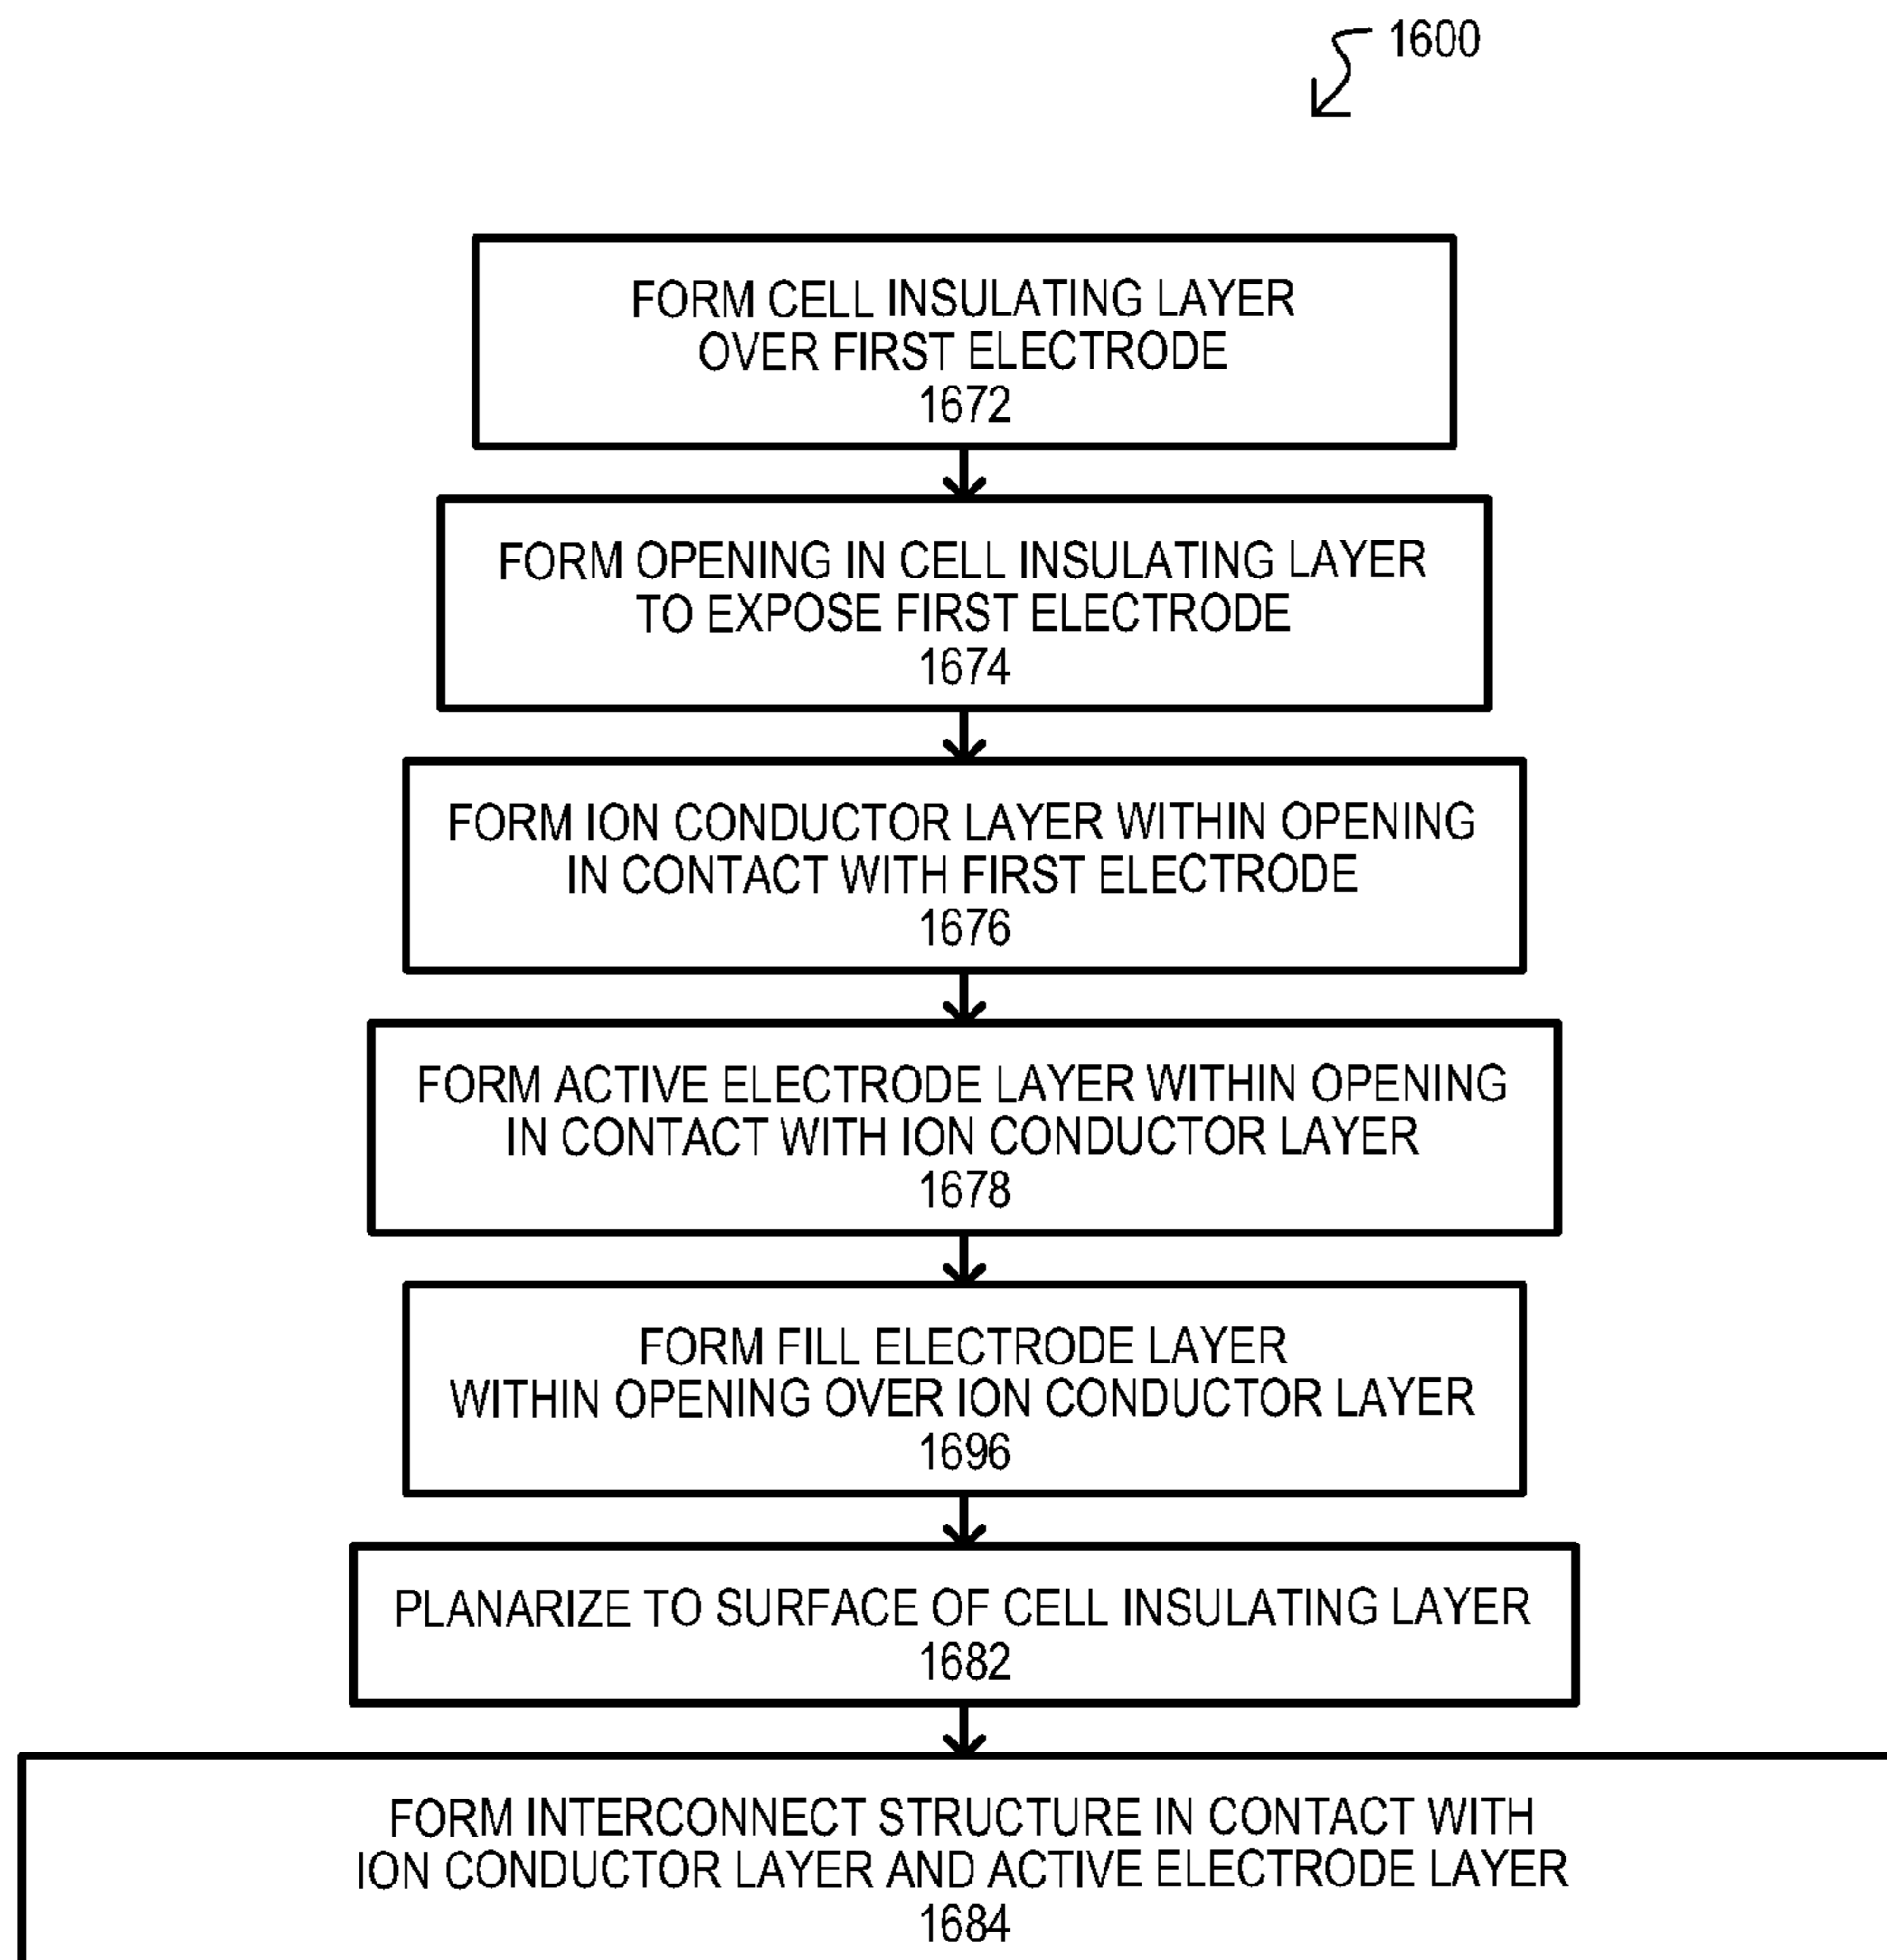 1600
FORM CELL INSULATING LAYER
OVER FIRST ELECTRODE
1672
FORM OPENING IN CELL INSULATING LAYER
TO EXPOSE FIRST ELECTRODE
1674
FORM ION CONDUCTOR LAYER WITHIN OPENING
IN CONTACT WITH FIRST ELECTRODE
1676
FORM ACTIVE ELECTRODE LAYER WITHIN OPENING
IN CONTACT WITH ION CONDUCTOR LAYER
1678
FORM FILL ELECTRODE LAYER
WITHIN OPENING OVER ION CONDUCTOR LAYER
1696
PLANARIZE TO SURFACE OF CELL INSULATING LAYER
1682
FORM INTERCONNECT STRUCTURE IN CONTACT WITH
ION CONDUCTOR LAYER AND ACTIVE ELECTRODE LAYER
1684